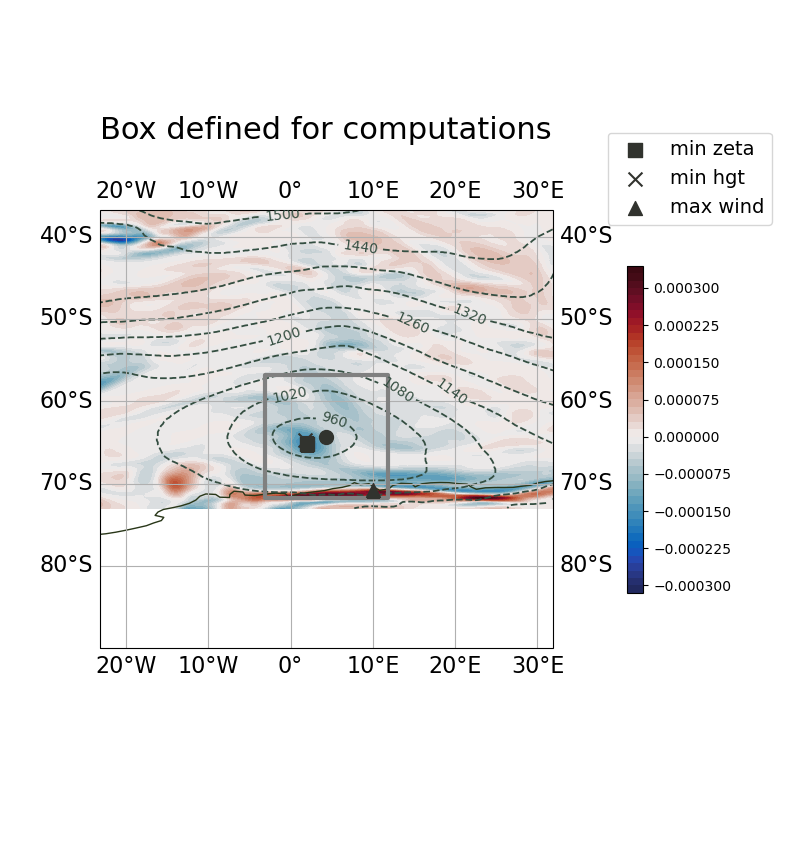 Box defined for computations
min zeta
min hgt
max wind
20°W 10°W 0° 10°E 20°E 30°E
40°S 40°S
50°S 50°S
60°S 60°S
70°S 70°S
80°S 80°S
20°W 10°W 0° 10°E 20°E 30°E
1500
1440
1320
1260
1200
1140
1080
1020
960
0.000300
0.000225
0.000150
0.000075
0.000000
−0.000075
−0.000150
−0.000225
−0.000300